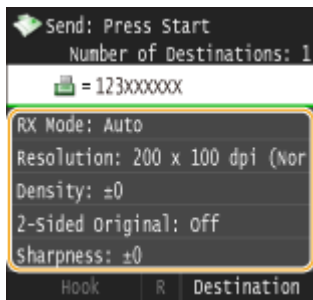 Send: Press Start
Number of Destinations: 1
= 123XXXXXX
RX Mode: Auto
Resolution: 200 x 100 dpi (Nor
Density: ±0
2-Sided Original: Off
Sharpness: ±0
Hook R Destination